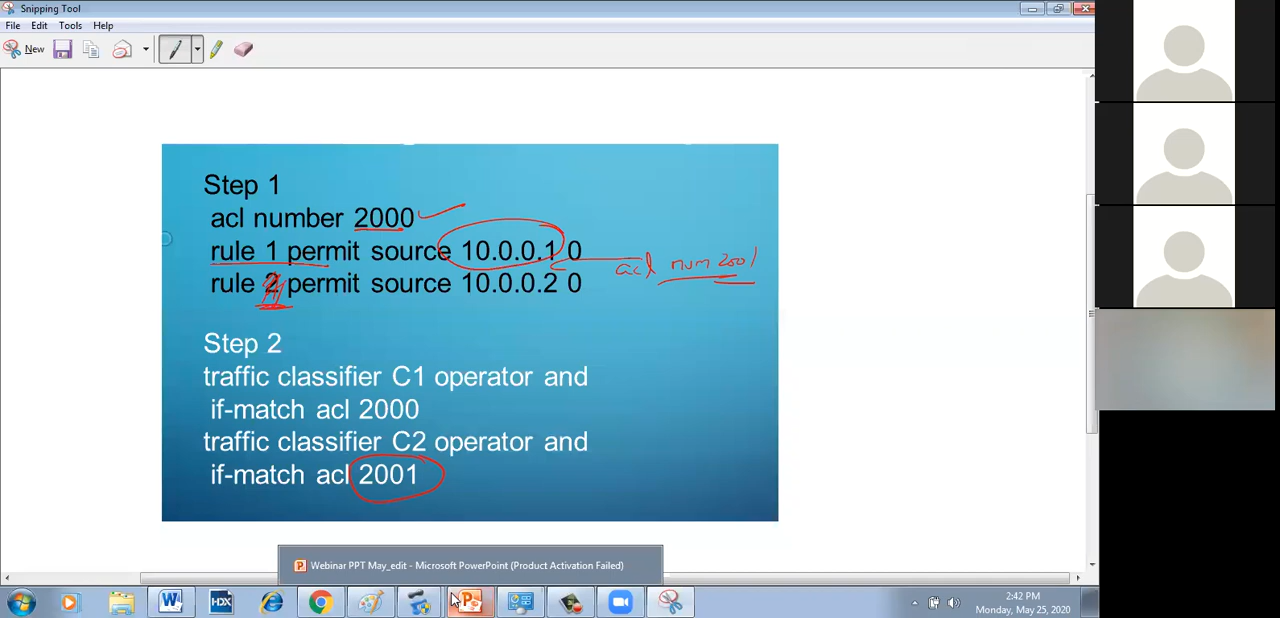 Snipping Tool
File Edit Tools Help
New
Step 1
acl number 2000
rule 1 permit source 10.0.0.1 0
acl num 2001
rule 2 permit source 10.0.0.2 0
Step 2
traffic classifier C1 operator and
if-match acl 2000
traffic classifier C2 operator and
if-match acl 2001
Webinar PPT May_edit - Microsoft PowerPoint (Product Activation Failed)
HDX
2:42 PM
Monday, May 25, 2020